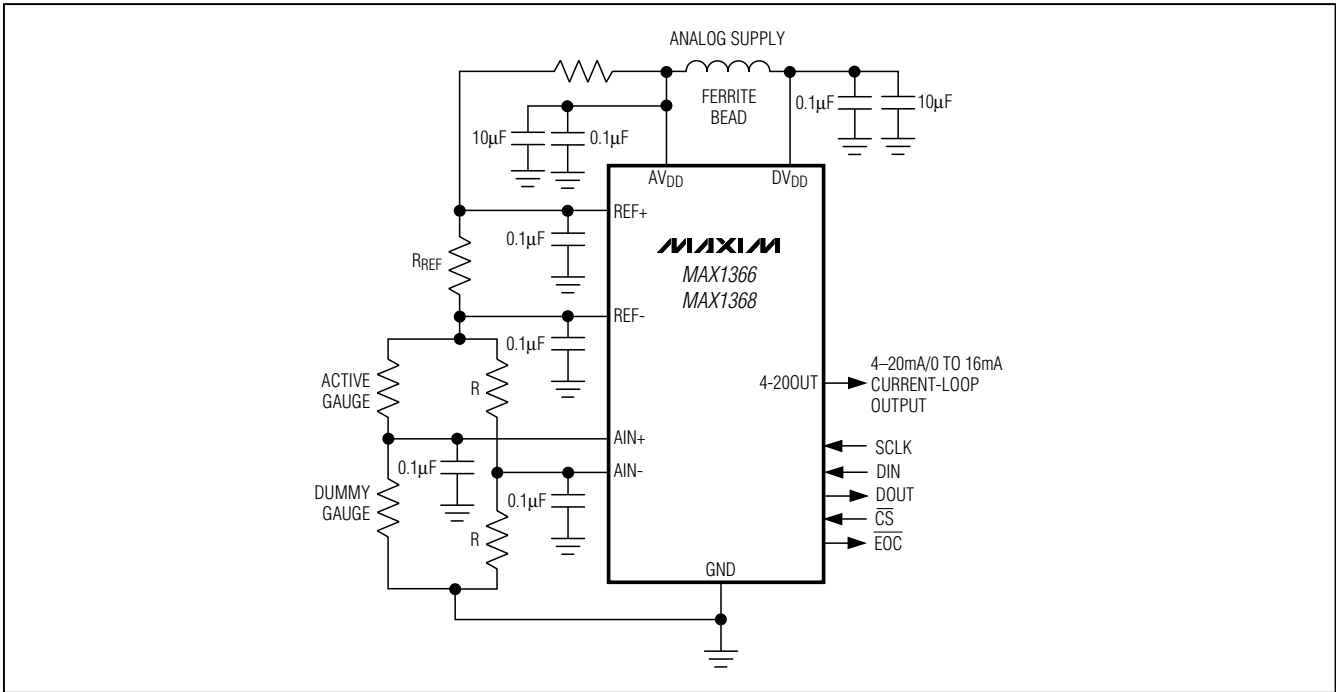 ANALOG SUPPLY
FERRITE
BEAD
0.1µF
10µF
10µF
0.1µF
AVDD
DVDD
REF+
0.1µF
RREF
MAXIM
MAX1366
MAX1368
REF-
0.1µF
ACTIVE
GAUGE
R
4-20OUT
4–20mA/0 TO 16mA
CURRENT-LOOP
OUTPUT
AIN+
0.1µF
AIN-
0.1µF
DUMMY
GAUGE
R
SCLK
DIN
DOUT
CS
EOC
GND